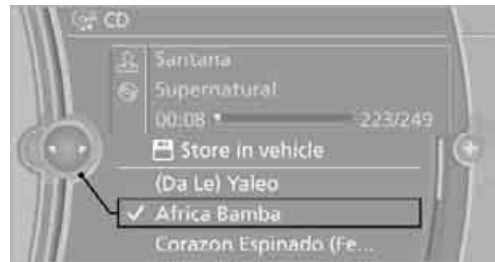 CD
Santana
Supernatural
00:08 223/249
Store in vehicle
(Da Le) Yaleo
Africa Bamba
Corazon Espinado (Fe...